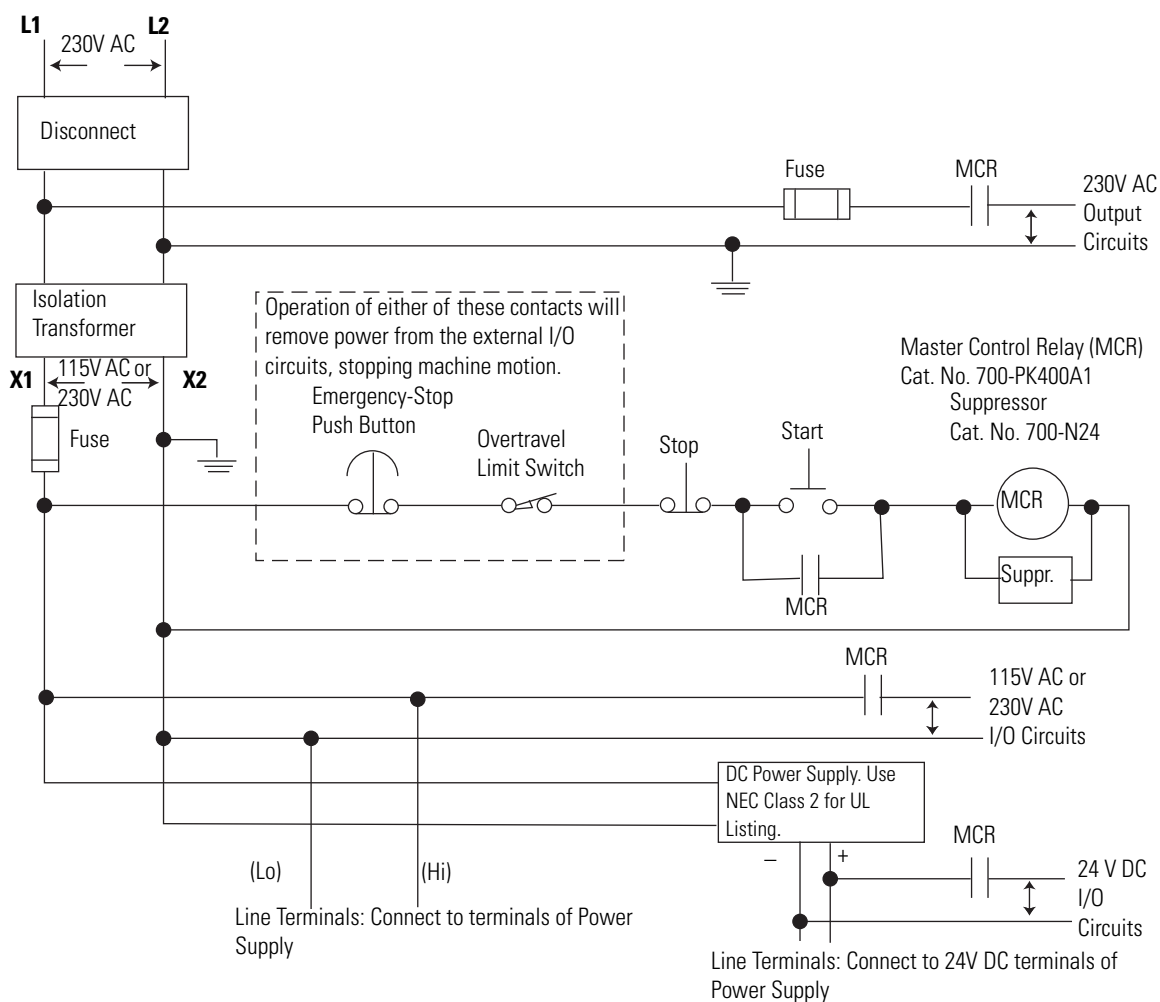 L1
L2
230V AC
Disconnect
Fuse
MCR
230V AC
Output
Circuits
Isolation
Transformer
Operation of either of these contacts will
remove power from the external I/O
circuits, stopping machine motion.
X1
115V AC or
230V AC
X2
Fuse
Emergency-Stop
Push Button
Overtravel
Limit Switch
Stop
Start
Master Control Relay (MCR)
Cat. No. 700-PK400A1
Suppressor
Cat. No. 700-N24
MCR
Suppr.
MCR
MCR
115V AC or
230V AC
I/O Circuits
DC Power Supply. Use
NEC Class 2 for UL
Listing.
– +
MCR
24 V DC
I/O
Circuits
(Lo)
(Hi)
Line Terminals: Connect to terminals of Power
Supply
Line Terminals: Connect to 24V DC terminals of
Power Supply